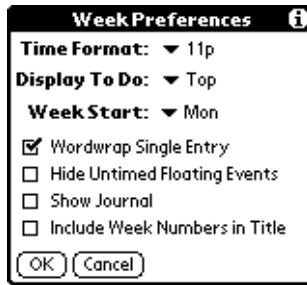 Week Preferences
Time Format: 11p
Display To Do: Top
Week Start: Mon
Wordwrap Single Entry
Hide Untimed Floating Events
Show Journal
Include Week Numbers in Title
OK Cancel